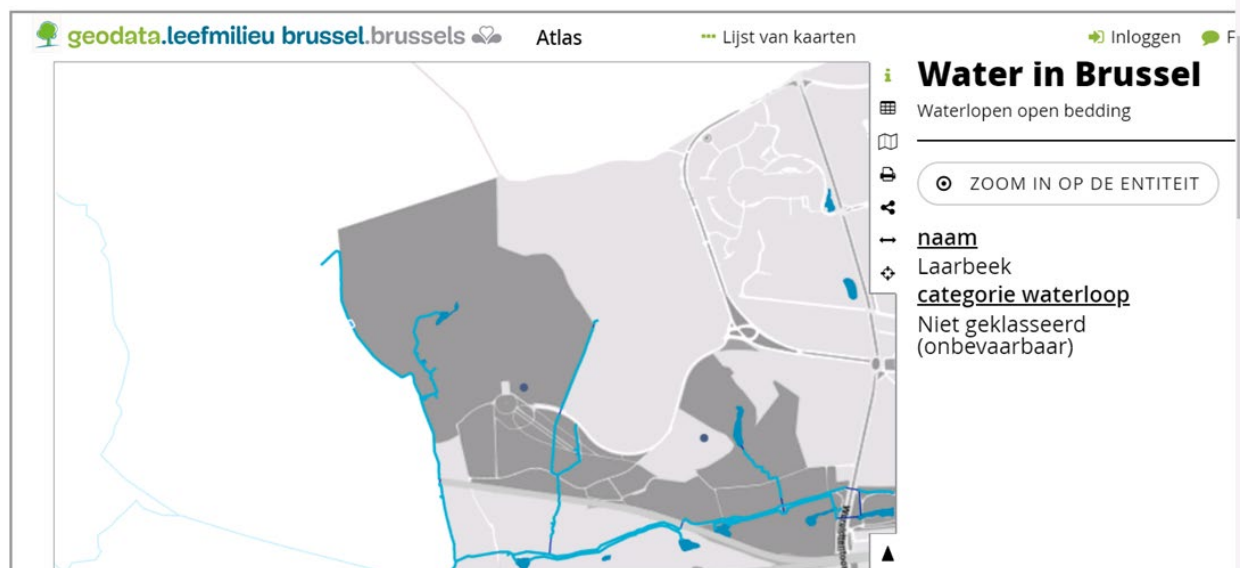 geodata.leefmilieu brussel.brussels
Atlas
Lijst van kaarten
Inloggen
F
Water in Brussel
Waterlopen open bedding
ZOOM IN OP DE ENTITEIT
naam
Laarbeek
categorie waterloop
Niet geklasseerd
(onbevaarbaar)